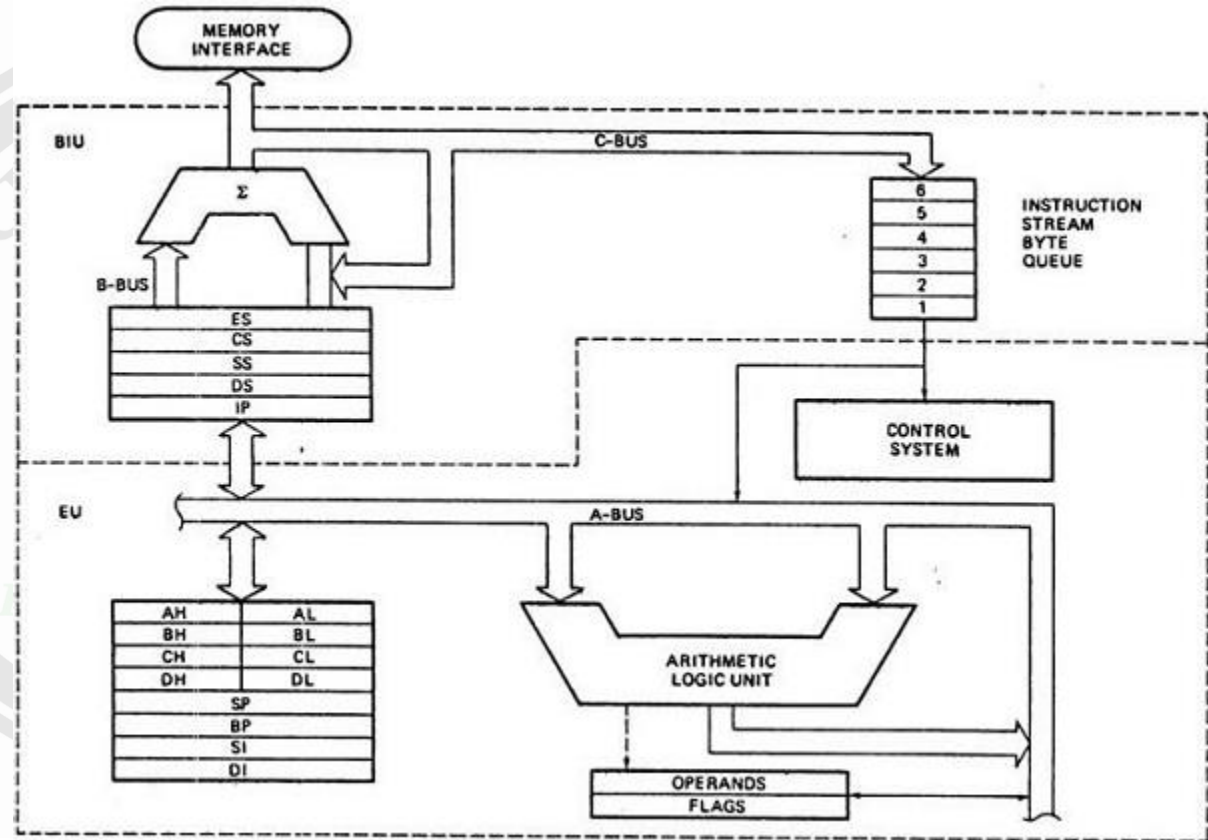 MEMORY
INTERFACE
BIU
C-BUS
Σ
B-BUS
6
5
4
3
2
1
INSTRUCTION
STREAM
BYTE
QUEUE
ES
CS
SS
DS
IP
CONTROL
SYSTEM
EU
A-BUS
AH AL
BH BL
CH CL
DH DL
SP
BP
SI
DI
ARITHMETIC
LOGIC UNIT
OPERANDS
FLAGS